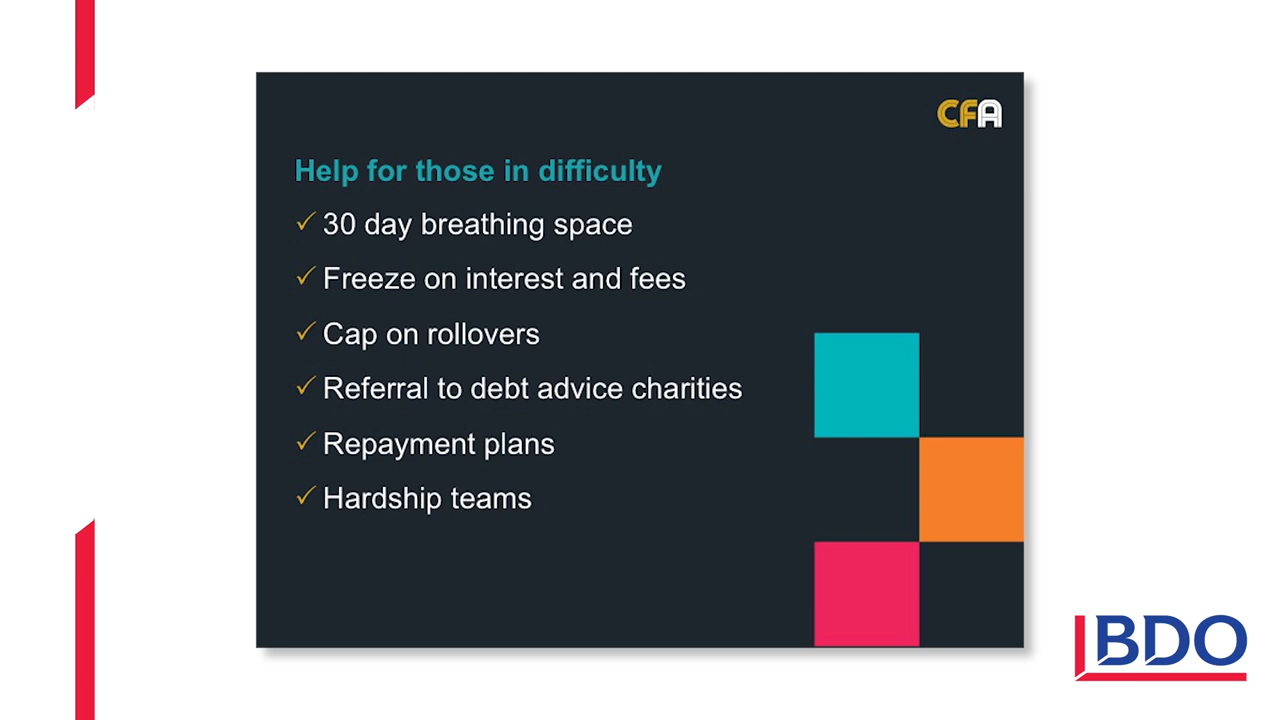 CFA
Help for those in difficulty
✓ 30 day breathing space
✓ Freeze on interest and fees
✓ Cap on rollovers
✓ Referral to debt advice charities
✓ Repayment plans
✓ Hardship teams
BDO